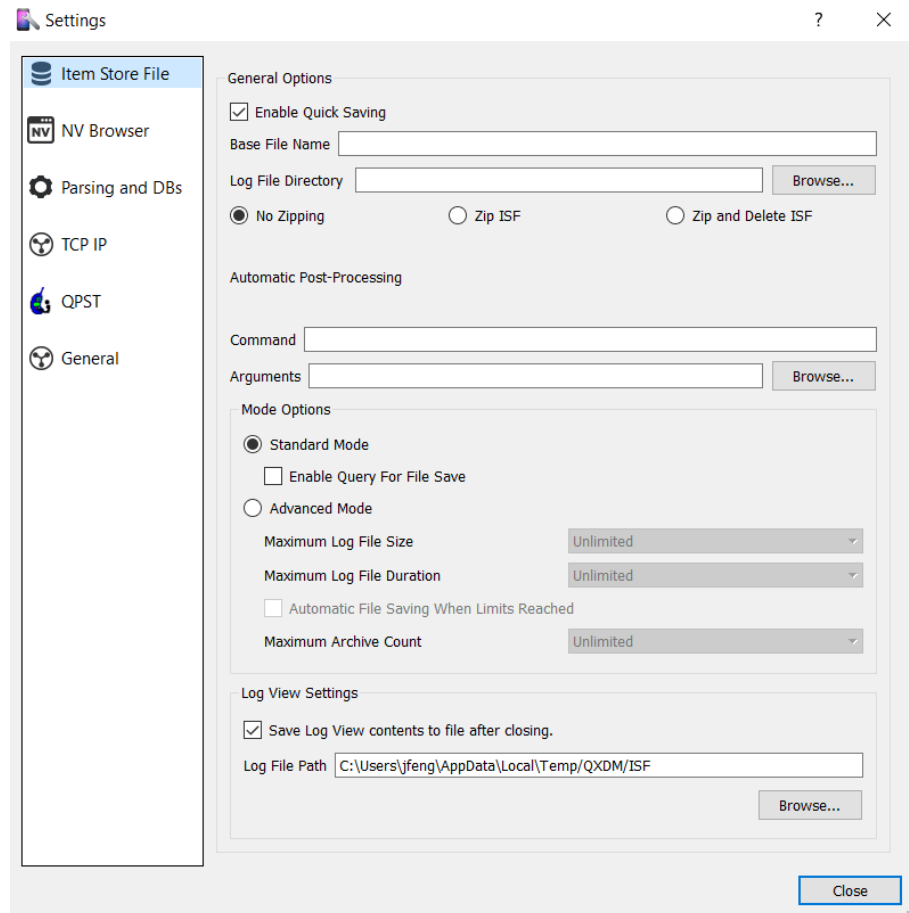 Settings
?
Item Store File
NV NV Browser
Parsing and DBs
TCP IP
QPST
General
General Options
Enable Quick Saving
Base File Name
Log File Directory Browse...
No Zipping Zip ISF Zip and Delete ISF
Automatic Post-Processing
Command
Arguments Browse...
Mode Options
Standard Mode
Enable Query For File Save
Advanced Mode
Maximum Log File Size Unlimited
Maximum Log File Duration Unlimited
Automatic File Saving When Limits Reached
Maximum Archive Count Unlimited
Log View Settings
Save Log View contents to file after closing.
Log File Path C:\Users\jfeng\AppData\Local\Temp/QXDM/ISF
Browse...
Close